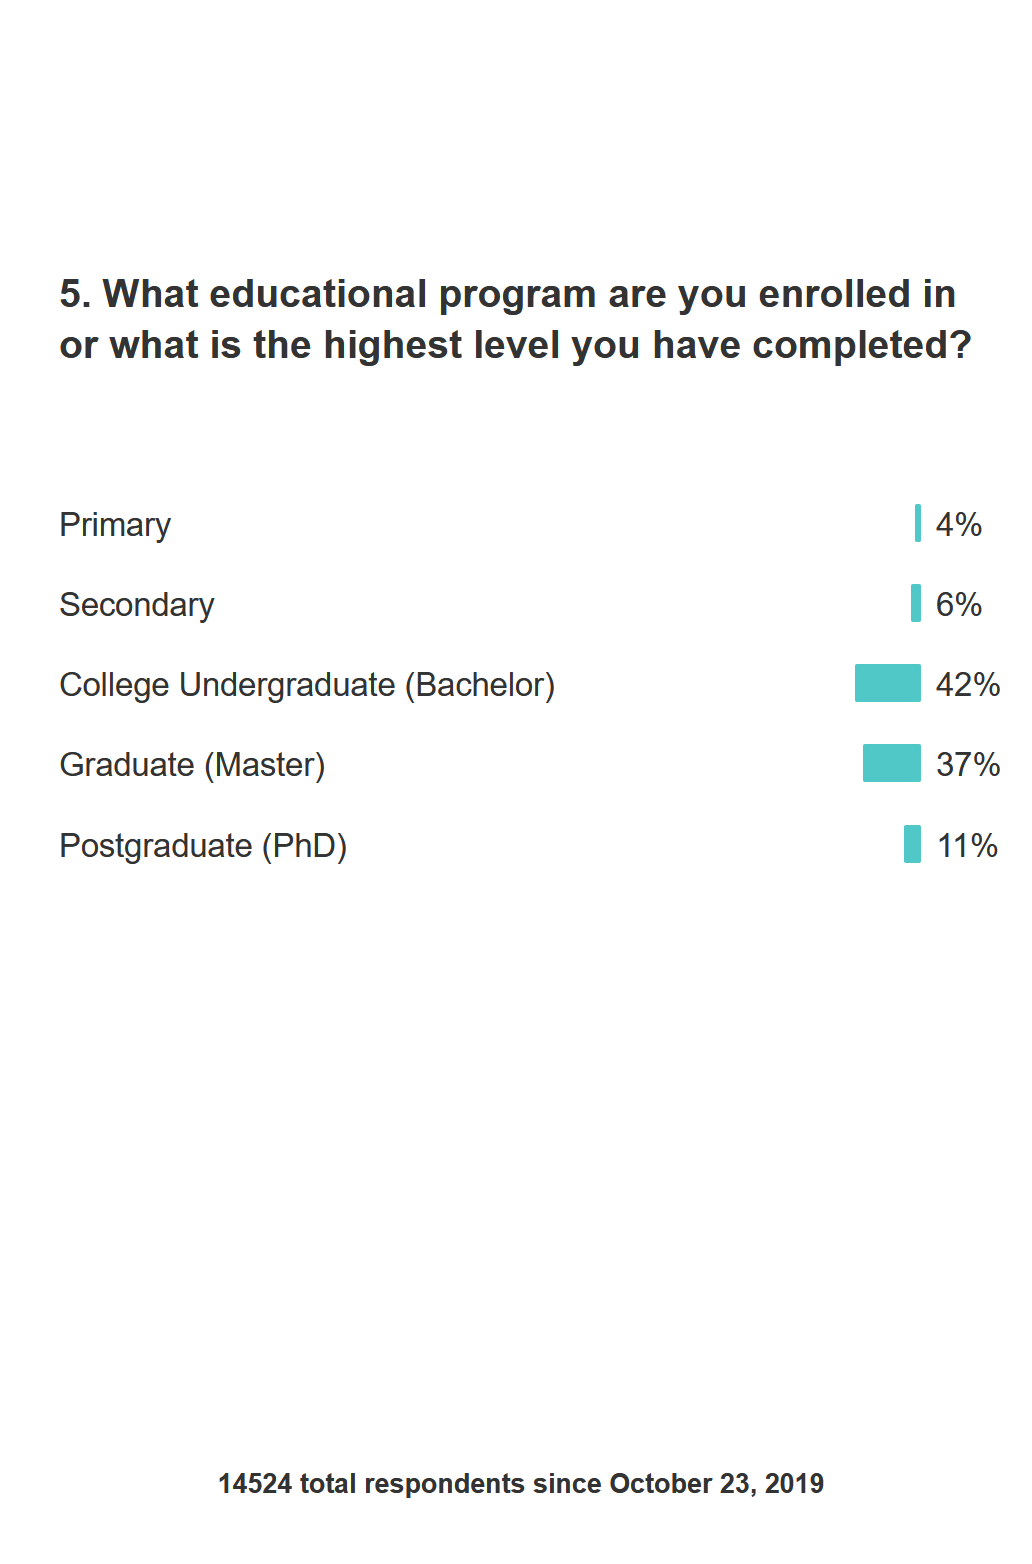 5. What educational program are you enrolled in
or what is the highest level you have completed?
Primary 4%
Secondary 6%
College Undergraduate (Bachelor) 42%
Graduate (Master) 37%
Postgraduate (PhD) 11%
14524 total respondents since October 23, 2019